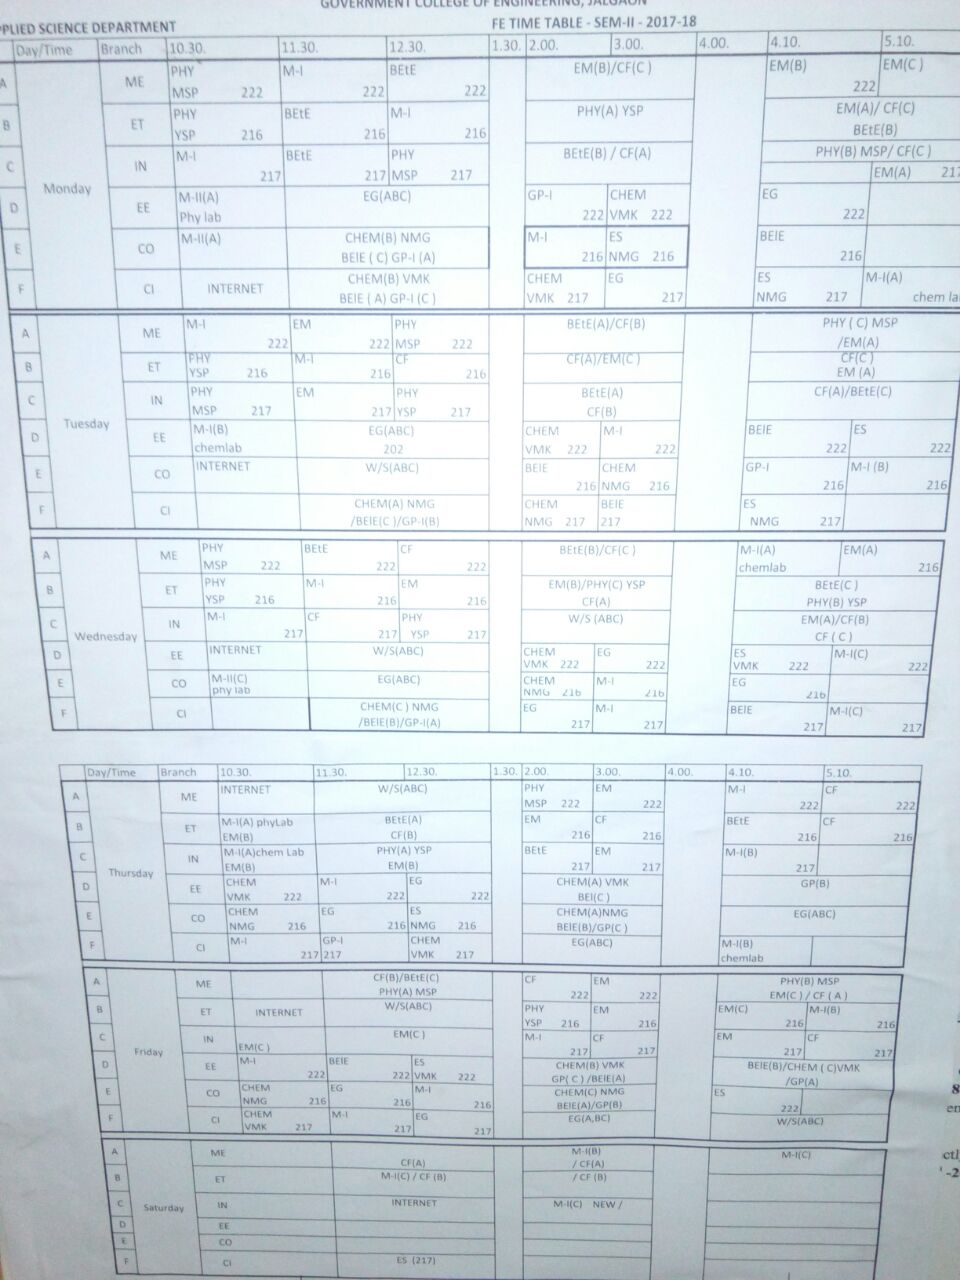 GOVERNMENT COLLEGE OF ENGINEERING, JALGAON
PPLIED SCIENCE DEPARTMENT FE TIME TABLE - SEM-II - 2017-18
Day/Time Branch 10.30. 11.30. 12.30. 1.30. 2.00. 3.00. 4.00. 4.10. 5.10.
A ME PHY MSP 222 M-I 222 BEtE 222 EM(B)/CF(C ) EM(B) 222 EM(C )
B ET PHY YSP 216 BEtE 216 M-I 216 PHY(A) YSP EM(A)/ CF(C) BEtE(B)
C IN M-I 217 BEtE 217 PHY MSP 217 BEtE(B) / CF(A) PHY(B) MSP/ CF(C ) EM(A) 217
Monday
D EE M-II(A) Phy lab EG(ABC) GP-I 222 CHEM VMK 222 EG 222
E CO M-II(A) CHEM(B) NMG BEIE ( C) GP-I (A) M-I 216 ES NMG 216 BEIE 216
F CI INTERNET CHEM(B) VMK BEIE ( A) GP-I (C ) CHEM VMK 217 EG 217 ES NMG 217 M-I(A) chem la
A ME M-I 222 EM 222 PHY MSP 222 BEtE(A)/CF(B) PHY ( C) MSP /EM(A)
B ET PHY YSP 216 M-I 216 CF 216 CF(A)/EM(C ) CF(C ) EM (A)
C IN PHY MSP 217 EM 217 PHY YSP 217 BEtE(A) CF(B) CF(A)/BEtE(C)
Tuesday
D EE M-I(B) chemlab EG(ABC) 202 CHEM VMK 222 M-I 222 BEIE 222 ES 222
E CO INTERNET W/S(ABC) BEIE 216 CHEM NMG 216 GP-I 216 M-I (B) 216
F CI CHEM(A) NMG /BEIE(C )/GP-I(B) CHEM NMG 217 BEIE 217 ES NMG 217
A ME PHY MSP 222 BEtE 222 CF 222 BEtE(B)/CF(C ) M-I(A) chemlab EM(A) 216
B ET PHY YSP 216 M-I 216 EM 216 EM(B)/PHY(C) YSP CF(A) BEtE(C ) PHY(B) YSP
C IN M-I 217 CF 217 PHY YSP 217 W/S (ABC) EM(A)/CF(B) CF ( C )
Wednesday
D EE INTERNET W/S(ABC) CHEM VMK 222 EG 222 ES VMK 222 M-I(C) 222
E CO M-II(C) phy lab EG(ABC) CHEM NMG 216 M-I 216 EG 216
F CI CHEM(C ) NMG /BEIE(B)/GP-I(A) EG 217 M-I 217 BEIE 217 M-I(C) 217
Day/Time Branch 10.30. 11.30. 12.30. 1.30. 2.00. 3.00. 4.00. 4.10. 5.10.
A ME INTERNET W/S(ABC) PHY MSP 222 EM 222 M-I 222 CF 222
B ET M-I(A) phyLab EM(B) BEtE(A) CF(B) EM 216 CF 216 BEtE 216 CF 216
C IN M-I(A)chem Lab EM(B) PHY(A) YSP EM(B) BEtE 217 EM 217 M-I(B) 217
Thursday
D EE CHEM VMK 222 M-I 222 EG 222 CHEM(A) VMK BEI(C ) GP(B)
E CO CHEM NMG 216 EG 216 ES NMG 216 CHEM(A)NMG BEIE(B)/GP(C ) EG(ABC)
F CI M-I 217 GP-I 217 CHEM VMK 217 EG(ABC) M-I(B) chemlab
A ME CF(B)/BEtE(C) PHY(A) MSP CF 222 EM 222 PHY(B) MSP EM(C ) / CF ( A )
B ET INTERNET W/S(ABC) PHY YSP 216 EM 216 EM(C) 216 M-I(B) 216
C IN EM(C ) EM(C ) M-I 217 CF 217 EM 217 CF 217
Friday
D EE M-I 222 BEIE 222 ES VMK 222 CHEM(B) VMK GP( C ) /BEIE(A) BEIE(B)/CHEM ( C)VMK /GP(A)
E CO CHEM NMG 216 EG 216 M-I 216 CHEM(C) NMG BEIE(A)/GP(B) ES 222
F CI CHEM VMK 217 M-I 217 EG 217 EG(A,BC) W/S(ABC)
A ME CF(A) M-I(B) / CF(A) M-I(C)
B ET M-I(C) / CF (B) / CF (B)
C IN INTERNET M-I(C) NEW /
Saturday
D EE
E CO
F CI ES (217)
8
en
ctl
'-2